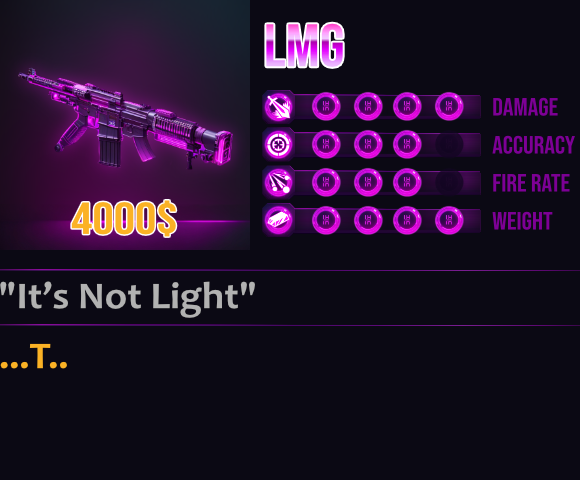 LMG
DAMAGE
ACCURACY
FIRE RATE
WEIGHT
4000$
"It's Not Light"
...T..